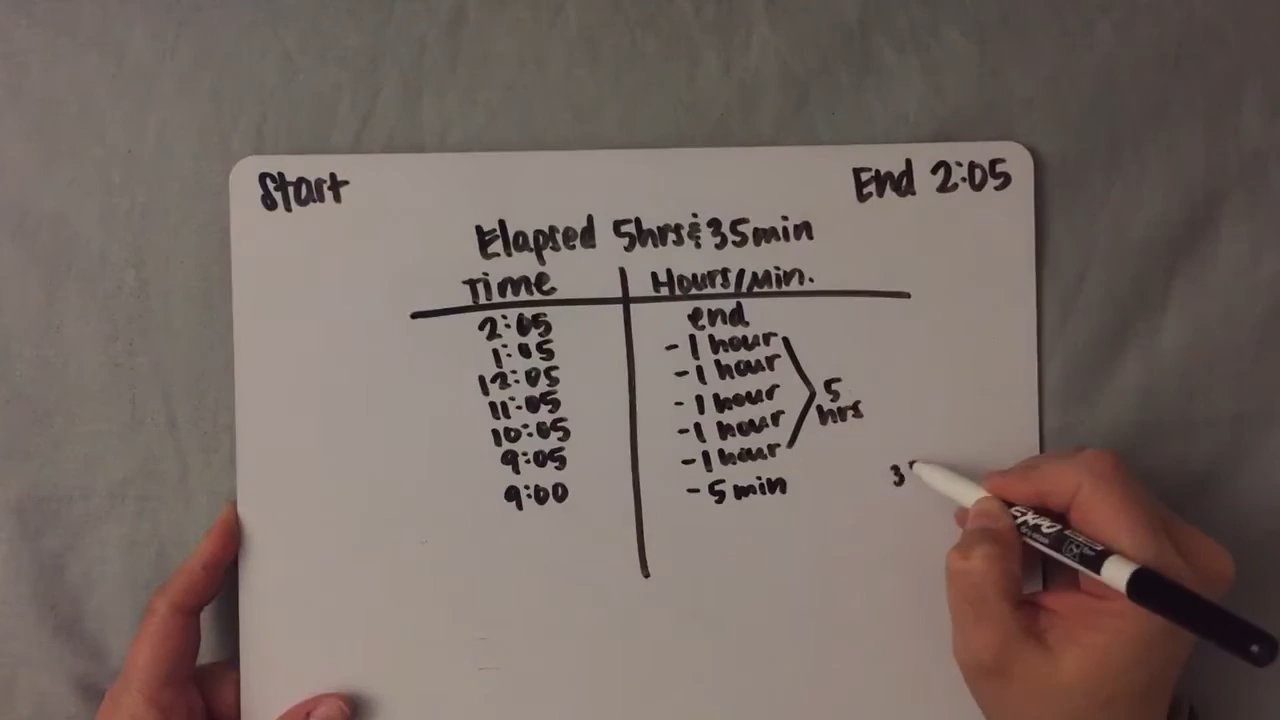 Start
End 2:05
Elapsed 5hrs & 35min
Time Hours/Min.
2:05 end
1:05 -1 hour
12:05 -1 hour
11:05 -1 hour
10:05 -1 hour
9:05 -1 hour
9:00 -5 min
5
hrs
3
EXPO